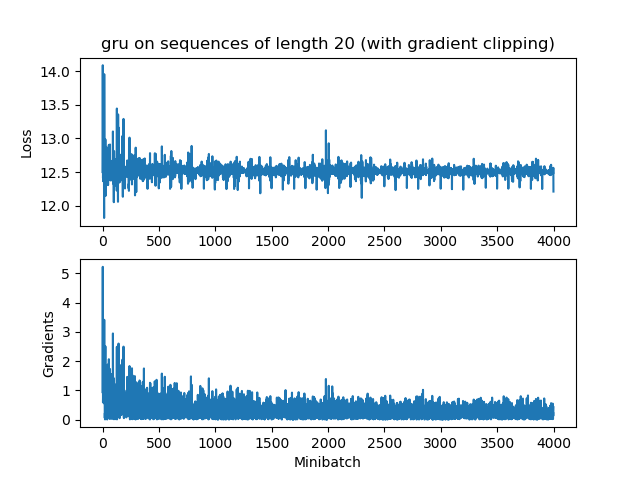 gru on sequences of length 20 (with gradient clipping)
14.0
13.5
13.0
12.5
12.0
Loss
0 500 1000 1500 2000 2500 3000 3500 4000
5
4
3
2
1
0
Gradients
0 500 1000 1500 2000 2500 3000 3500 4000
Minibatch